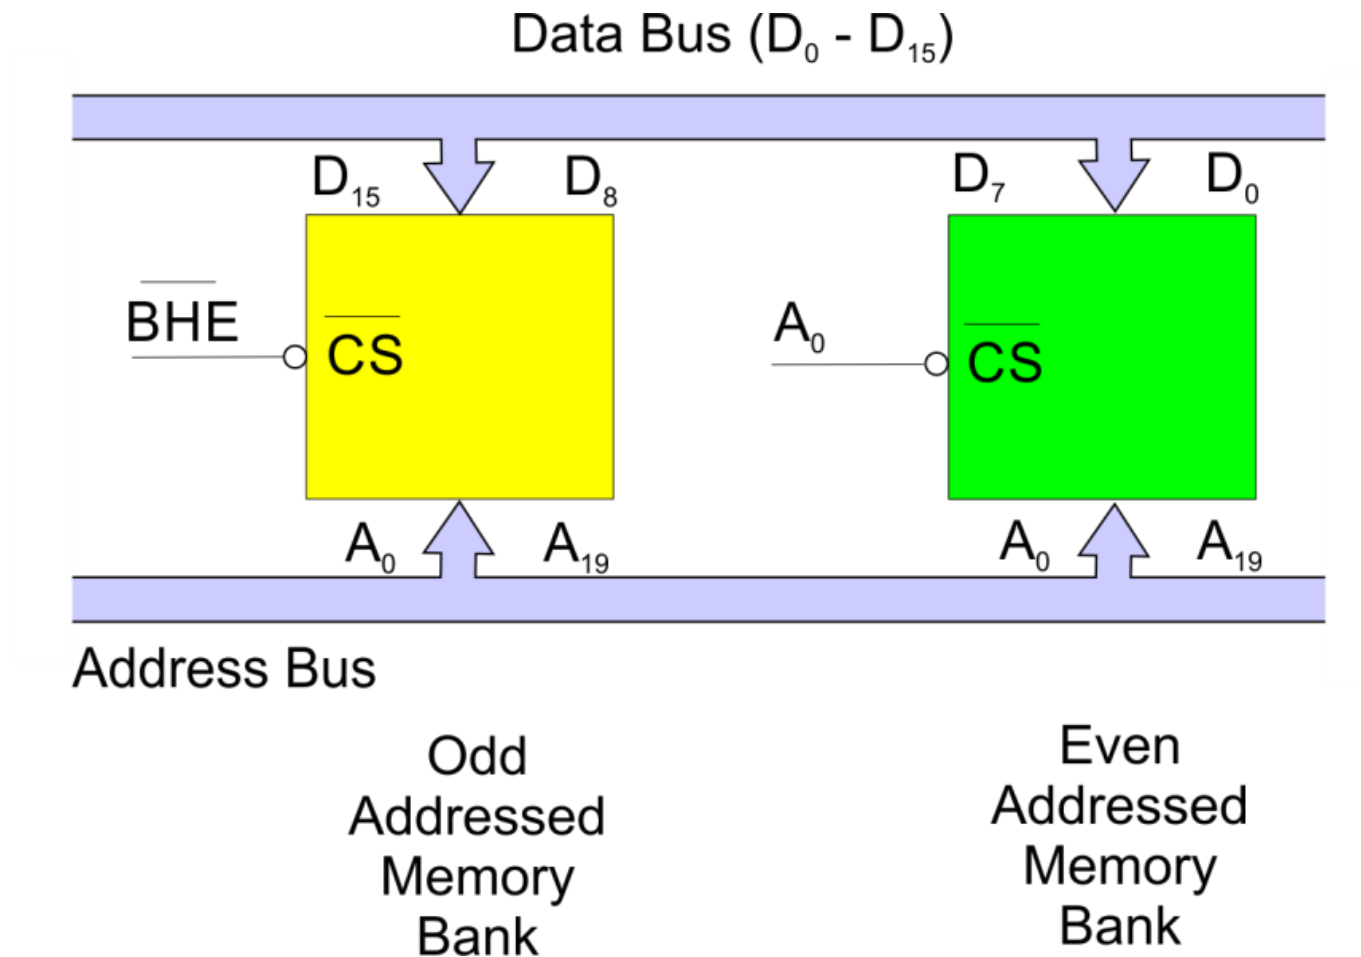 Data Bus (D₀ - D₁₅)
D₁₅ D₈ D₇ D₀
BHE CS A₀ CS
A₀ A₁₉ A₀ A₁₉
Address Bus
Odd
Addressed
Memory
Bank
Even
Addressed
Memory
Bank